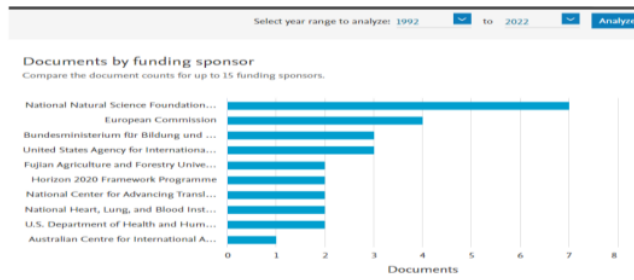 Select year range to analyze: 1992 to 2022 Analyze
Documents by funding sponsor
Compare the document counts for up to 15 funding sponsors.
National Natural Science Foundation...
European Commission
Bundesministerium für Bildung und ...
United States Agency for Internationa...
Fujian Agriculture and Forestry Unive...
Horizon 2020 Framework Programme
National Center for Advancing Transl...
National Heart, Lung, and Blood Inst...
U.S. Department of Health and Hum...
Australian Centre for International A...
0 1 2 3 4 5 6 7 8
Documents